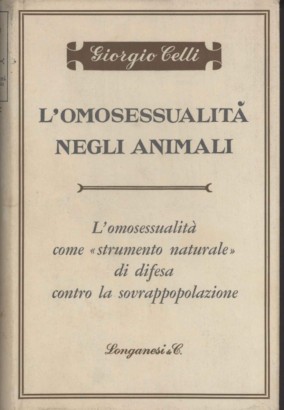 Giorgio Celli
L'OMOSESSUALITÀ
NEGLI ANIMALI
L'omosessualità
come «strumento naturale»
di difesa
contro la sovrappopolazione
Longanesi & C.